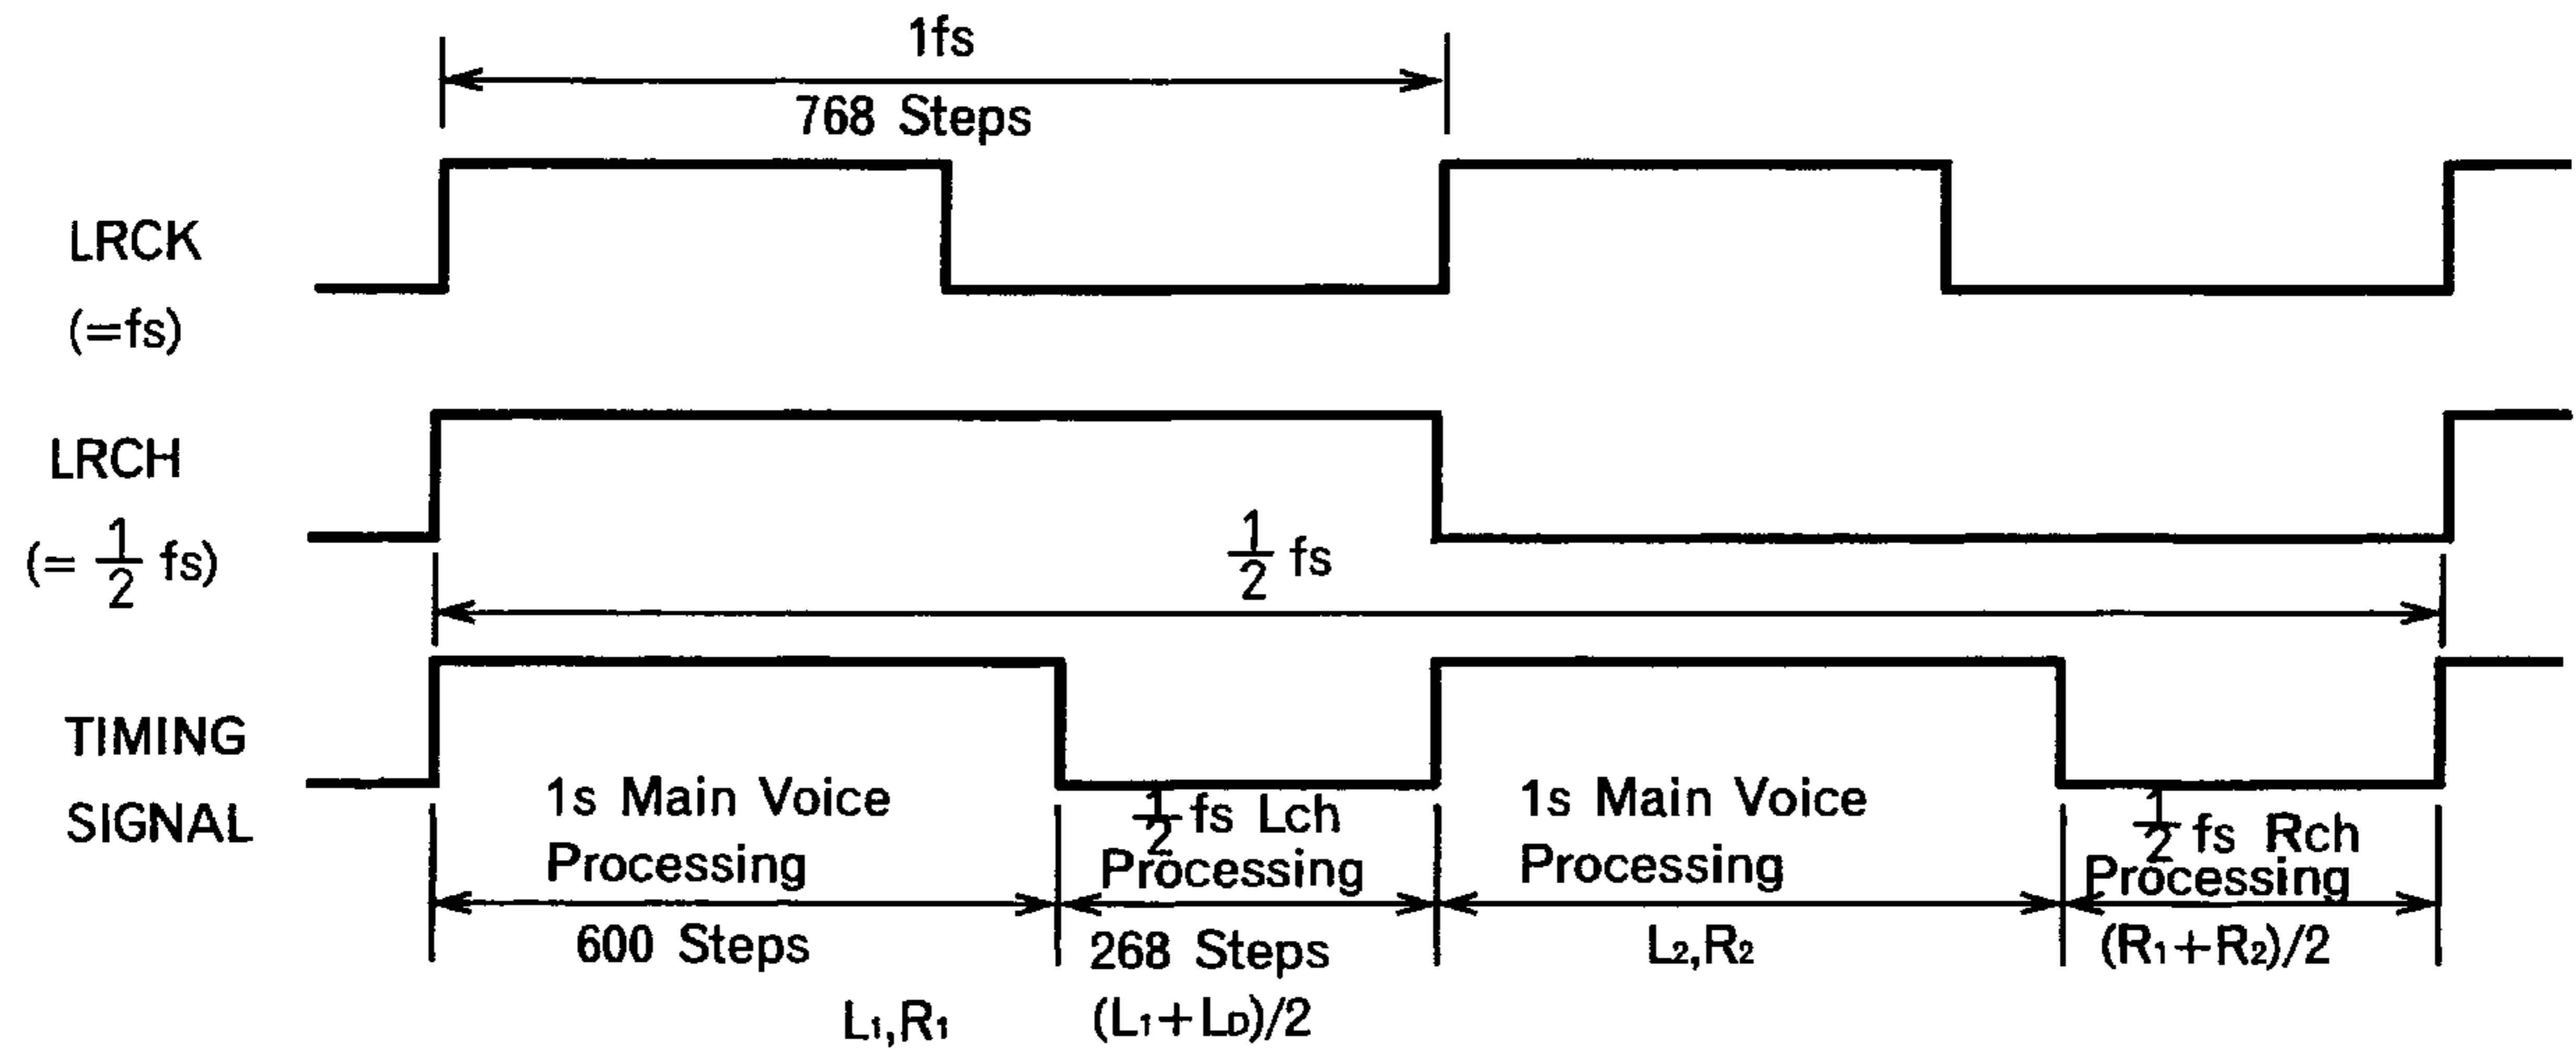 1fs
768 Steps
LRCK
(=fs)
LRCH
(= 1/2 fs)
1/2 fs
TIMING
SIGNAL
1s Main Voice
Processing
1/2 fs Lch
Processing
1s Main Voice
Processing
1/2 fs Rch
Processing
600 Steps
268 Steps
L₂,R₂
(R₁+R₂)/2
L₁,R₁
(L₁+L_D)/2